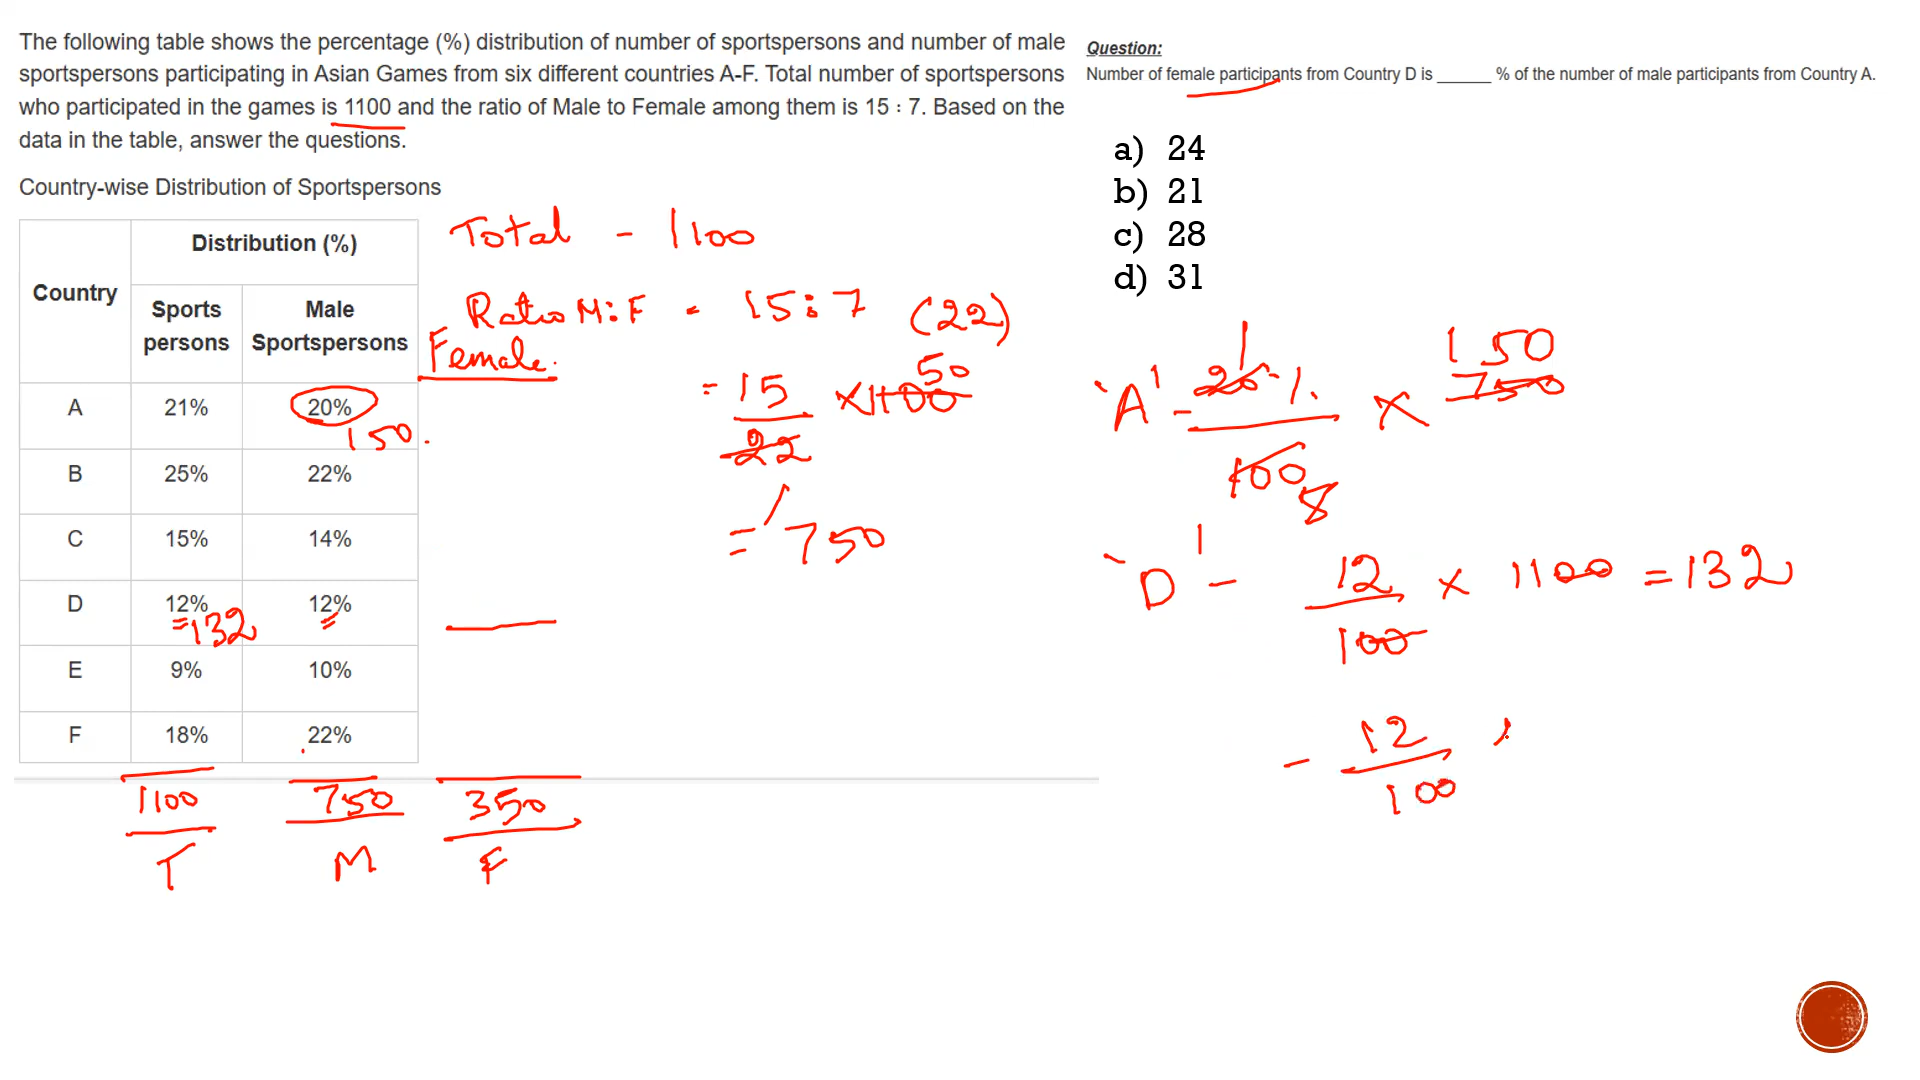 The following table shows the percentage (%) distribution of number of sportspersons and number of male
sportspersons participating in Asian Games from six different countries A-F. Total number of sportspersons
who participated in the games is 1100 and the ratio of Male to Female among them is 15 : 7. Based on the
data in the table, answer the questions.
Country-wise Distribution of Sportspersons
Country
Distribution (%)
Sports persons
Male Sportspersons
A 21% 20%
150.
B 25% 22%
C 15% 14%
D 12% 12%
=132
E 9% 10%
F 18% 22%
1100 750 350
T M F
Total - 1100
Ratio M:F = 15:7 (22)
Female.
50
= 15 × 1100
22
= 750
Question:
Number of female participants from Country D is ______ % of the number of male participants from Country A.
a) 24
b) 21
c) 28
d) 31
1 150
'A' - 20% × 750
100
'D' - 12 × 1100 = 132
100
- 12
100